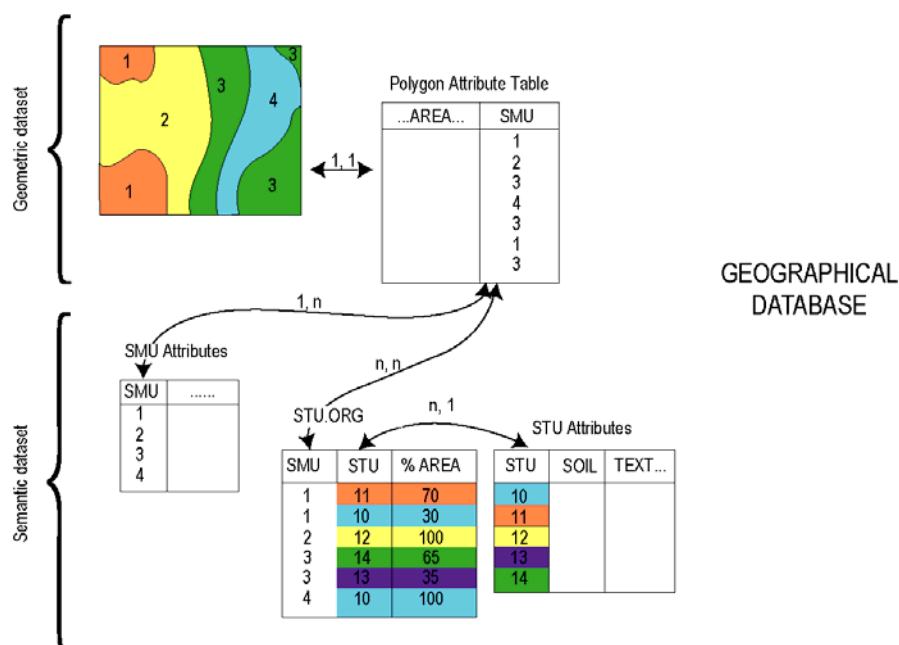 Geometric dataset
1
3
3
4
2
1
3
1, 1
Polygon Attribute Table
...AREA... SMU
1
2
3
4
3
1
3
GEOGRAPHICAL
DATABASE
Semantic dataset
1, n
n, n
n, 1
SMU Attributes
SMU ......
1
2
3
4
STU.ORG
SMU STU % AREA
1 11 70
1 10 30
2 12 100
3 14 65
3 13 35
4 10 100
STU Attributes
STU SOIL TEXT...
10
11
12
13
14